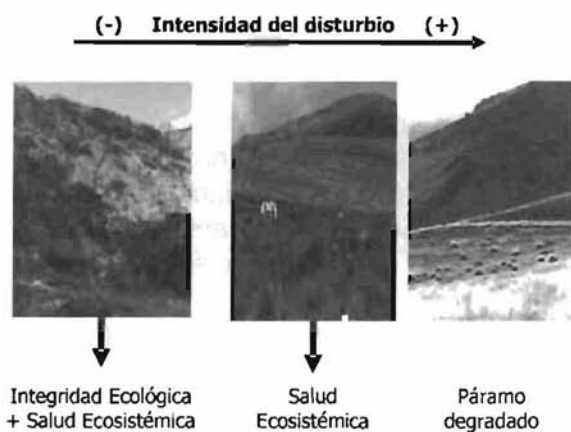 (-) Intensidad del disturbio (+)
Integridad Ecológica
+ Salud Ecosistémica
Salud
Ecosistémica
Páramo
degradado